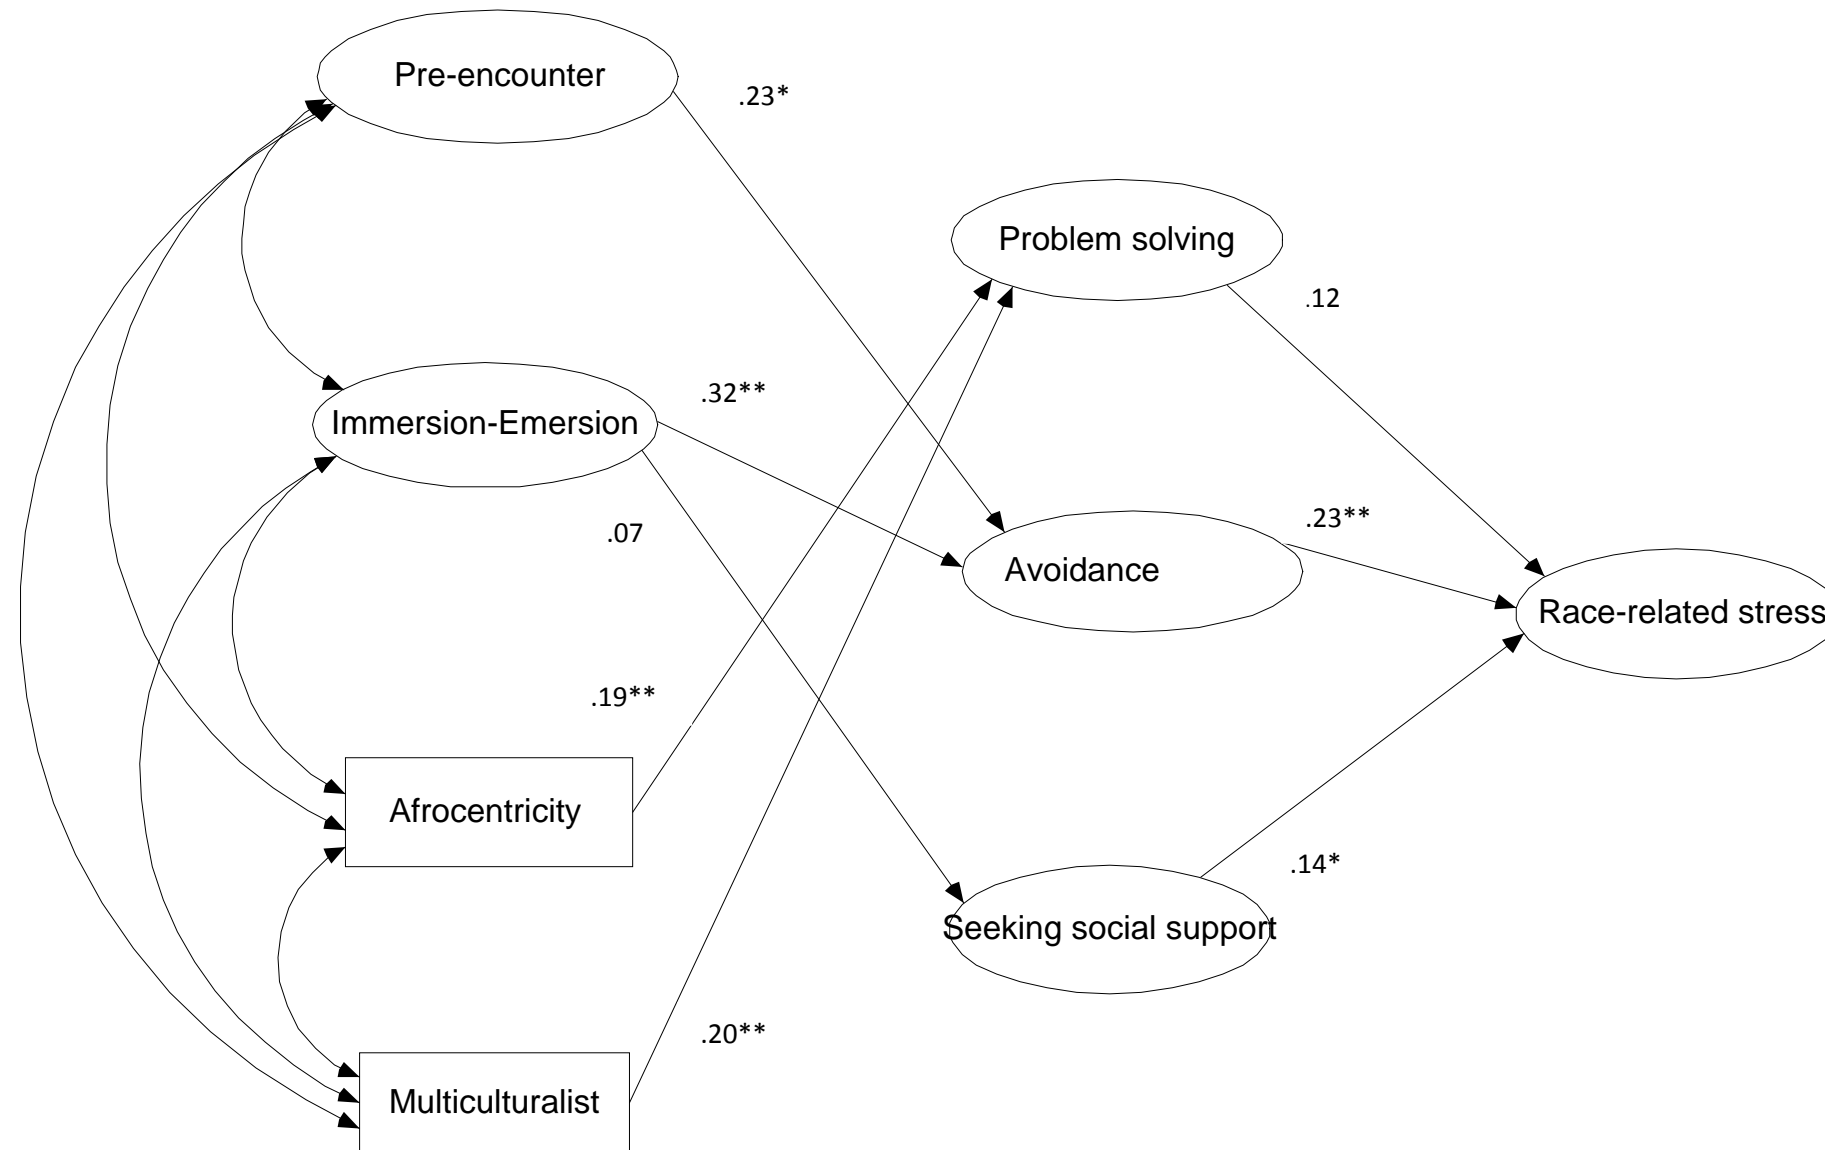 Pre-encounter
.23*
Problem solving
.12
.32**
Immersion-Emersion
.07
.23**
Avoidance
Race-related stress
.19**
Afrocentricity
.14*
Seeking social support
.20**
Multiculturalist